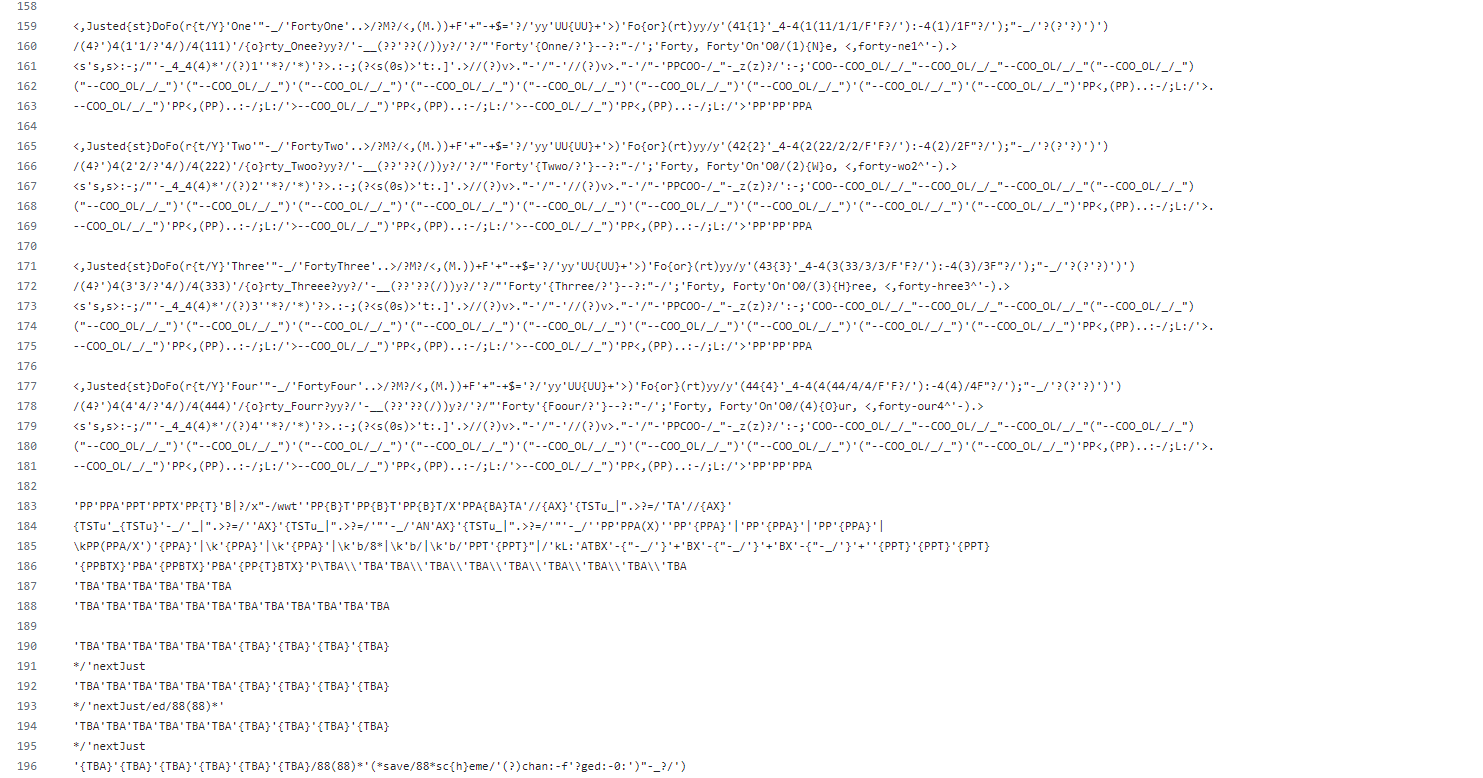 158
159 <,Justed{st}DoFo(r{t/Y}'One'"-_/'FortyOne'..>/?M?/<,(M.))+F'+"-+$='?/'yy'UU{UU}+'>)'Fo{or}(rt)yy/y'(41{1}'_4-4(1(11/1/1/F'F?/'):-4(1)/1F"?/');"-_/'?(?'?)')')
160 /(4?')4(1'1/?'4/)/4(111)'/{o}rty_Onee?yy?/'-__(??'??(/))y?/'?/"'Forty'{Onne/?'}--?:"-/';'Forty, Forty'On'O0/(1){N}e, <,forty-ne1^'-).>
161 <s's,s>:-;/"'-_4_4(4)*'/(?)1''*?/'*)'?>.:-;(?<s(0s)>'t:.]'.>//(?)v>."-'/"-'//(?)v>."-'/"-'PPCOO-/_"-_z(z)?/':-;'COO--COO_OL/_/_"--COO_OL/_/_"--COO_OL/_/_"("--COO_OL/_/_")
162 ("--COO_OL/_/_")'("--COO_OL/_/_")'("--COO_OL/_/_")'("--COO_OL/_/_")'("--COO_OL/_/_")'("--COO_OL/_/_")'("--COO_OL/_/_")'("--COO_OL/_/_")'("--COO_OL/_/_")'PP<,(PP)..:-/;L:/'>.
163 --COO_OL/_/_")'PP<,(PP)..:-/;L:/'>--COO_OL/_/_")'PP<,(PP)..:-/;L:/'>--COO_OL/_/_")'PP<,(PP)..:-/;L:/'>'PP'PP'PPA
164
165 <,Justed{st}DoFo(r{t/Y}'Two'"-_/'FortyTwo'..>/?M?/<,(M.))+F'+"-+$='?/'yy'UU{UU}+'>)'Fo{or}(rt)yy/y'(42{2}'_4-4(2(22/2/2/F'F?/'):-4(2)/2F"?/');"-_/'?(?'?)')')
166 /(4?')4(2'2/?'4/)/4(222)'/{o}rty_Twoo?yy?/'-__(??'??(/))y?/'?/"'Forty'{Twwo/?'}--?:"-/';'Forty, Forty'On'O0/(2){W}o, <,forty-wo2^'-).>
167 <s's,s>:-;/"'-_4_4(4)*'/(?)2''*?/'*)'?>.:-;(?<s(0s)>'t:.]'.>//(?)v>."-'/"-'//(?)v>."-'/"-'PPCOO-/_"-_z(z)?/':-;'COO--COO_OL/_/_"--COO_OL/_/_"--COO_OL/_/_"("--COO_OL/_/_")
168 ("--COO_OL/_/_")'("--COO_OL/_/_")'("--COO_OL/_/_")'("--COO_OL/_/_")'("--COO_OL/_/_")'("--COO_OL/_/_")'("--COO_OL/_/_")'("--COO_OL/_/_")'("--COO_OL/_/_")'PP<,(PP)..:-/;L:/'>.
169 --COO_OL/_/_")'PP<,(PP)..:-/;L:/'>--COO_OL/_/_")'PP<,(PP)..:-/;L:/'>--COO_OL/_/_")'PP<,(PP)..:-/;L:/'>'PP'PP'PPA
170
171 <,Justed{st}DoFo(r{t/Y}'Three'"-_/'FortyThree'..>/?M?/<,(M.))+F'+"-+$='?/'yy'UU{UU}+'>)'Fo{or}(rt)yy/y'(43{3}'_4-4(3(33/3/3/F'F?/'):-4(3)/3F"?/');"-_/'?(?'?)')')
172 /(4?')4(3'3/?'4/)/4(333)'/{o}rty_Threee?yy?/'-__(??'??(/))y?/'?/"'Forty'{Thrree/?'}--?:"-/';'Forty, Forty'On'O0/(3){H}ree, <,forty-hree3^'-).>
173 <s's,s>:-;/"'-_4_4(4)*'/(?)3''*?/'*)'?>.:-;(?<s(0s)>'t:.]'.>//(?)v>."-'/"-'//(?)v>."-'/"-'PPCOO-/_"-_z(z)?/':-;'COO--COO_OL/_/_"--COO_OL/_/_"--COO_OL/_/_"("--COO_OL/_/_")
174 ("--COO_OL/_/_")'("--COO_OL/_/_")'("--COO_OL/_/_")'("--COO_OL/_/_")'("--COO_OL/_/_")'("--COO_OL/_/_")'("--COO_OL/_/_")'("--COO_OL/_/_")'("--COO_OL/_/_")'PP<,(PP)..:-/;L:/'>.
175 --COO_OL/_/_")'PP<,(PP)..:-/;L:/'>--COO_OL/_/_")'PP<,(PP)..:-/;L:/'>--COO_OL/_/_")'PP<,(PP)..:-/;L:/'>'PP'PP'PPA
176
177 <,Justed{st}DoFo(r{t/Y}'Four'"-_/'FortyFour'..>/?M?/<,(M.))+F'+"-+$='?/'yy'UU{UU}+'>)'Fo{or}(rt)yy/y'(44{4}'_4-4(4(44/4/4/F'F?/'):-4(4)/4F"?/');"-_/'?(?'?)')')
178 /(4?')4(4'4/?'4/)/4(444)'/{o}rty_Fourr?yy?/'-__(??'??(/))y?/'?/"'Forty'{Foour/?'}--?:"-/';'Forty, Forty'On'O0/(4){O}ur, <,forty-our4^'-).>
179 <s's,s>:-;/"'-_4_4(4)*'/(?)4''*?/'*)'?>.:-;(?<s(0s)>'t:.]'.>//(?)v>."-'/"-'//(?)v>."-'/"-'PPCOO-/_"-_z(z)?/':-;'COO--COO_OL/_/_"--COO_OL/_/_"--COO_OL/_/_"("--COO_OL/_/_")
180 ("--COO_OL/_/_")'("--COO_OL/_/_")'("--COO_OL/_/_")'("--COO_OL/_/_")'("--COO_OL/_/_")'("--COO_OL/_/_")'("--COO_OL/_/_")'("--COO_OL/_/_")'("--COO_OL/_/_")'PP<,(PP)..:-/;L:/'>.
181 --COO_OL/_/_")'PP<,(PP)..:-/;L:/'>--COO_OL/_/_")'PP<,(PP)..:-/;L:/'>--COO_OL/_/_")'PP<,(PP)..:-/;L:/'>'PP'PP'PPA
182
183 'PP'PPA'PPT'PPTX'PP{T}'B|?/x"-/wwt''PP{B}T'PP{B}T'PP{B}T/X'PPA{BA}TA'//{AX}'{TSTu_|".>?=/'TA'//{AX}'
184 {TSTu'_{TSTu}'-_/'_|".>?=/''AX}'{TSTu_|".>?=/'"'-_/'AN'AX}'{TSTu_|".>?=/'"'-_/''PP'PPA(X)''PP'{PPA}'|'PP'{PPA}'|'PP'{PPA}'|
185 \kPP(PPA/X')'{PPA}'|\k'{PPA}'|\k'{PPA}'|\k'b/8*|\k'b/|\k'b/'PPT'{PPT}"|/'kL:'ATBX'-{"-_/'}'+'BX'-{"-_/'}'+'BX'-{"-_/'}'+''{PPT}'{PPT}'{PPT}
186 '{PPBTX}'PBA'{PPBTX}'PBA'{PP{T}BTX}'P\TBA\\'TBA'TBA\\'TBA\\'TBA\\'TBA\\'TBA\\'TBA\\'TBA\\'TBA
187 'TBA'TBA'TBA'TBA'TBA'TBA
188 'TBA'TBA'TBA'TBA'TBA'TBA'TBA'TBA'TBA'TBA'TBA'TBA
189
190 'TBA'TBA'TBA'TBA'TBA'TBA'{TBA}'{TBA}'{TBA}'{TBA}
191 */'nextJust
192 'TBA'TBA'TBA'TBA'TBA'TBA'{TBA}'{TBA}'{TBA}'{TBA}
193 */'nextJust/ed/88(88)*'
194 'TBA'TBA'TBA'TBA'TBA'TBA'{TBA}'{TBA}'{TBA}'{TBA}
195 */'nextJust
196 '{TBA}'{TBA}'{TBA}'{TBA}'{TBA}'{TBA}/88(88)*'(*save/88*sc{h}eme/'(?)chan:-f'?ged:-0:')"-_?/')